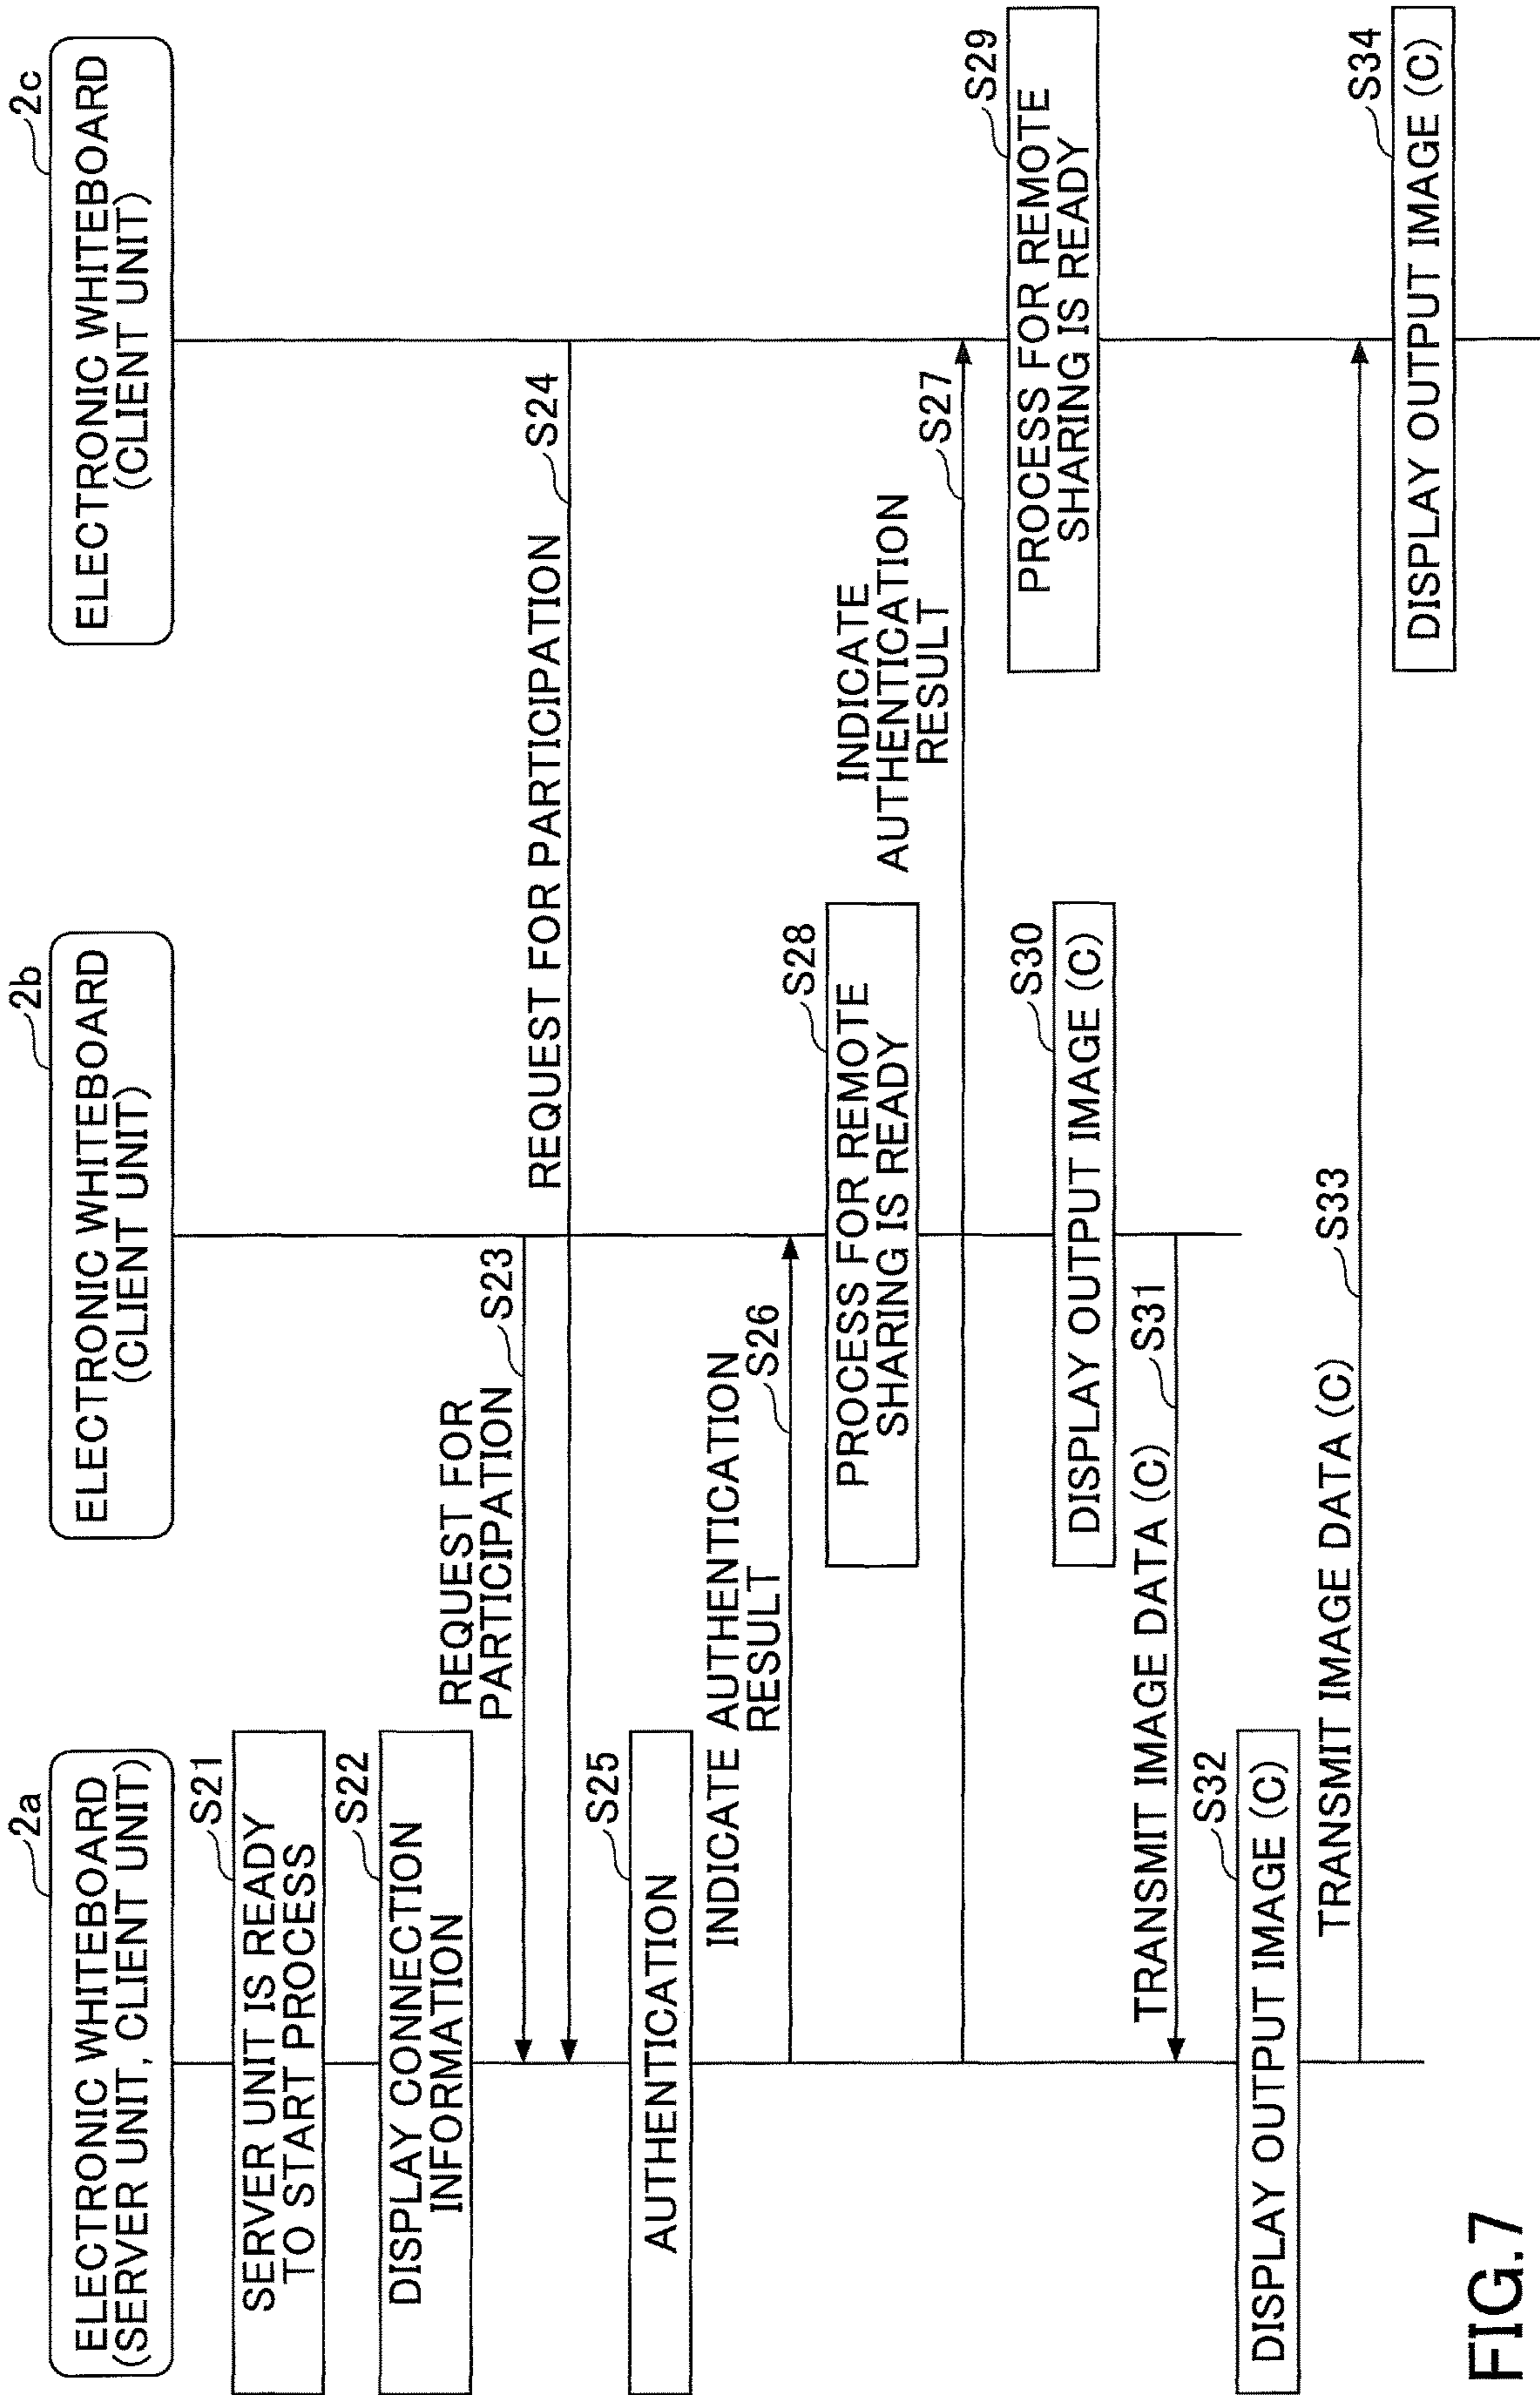 2a
ELECTRONIC WHITEBOARD
(SERVER UNIT, CLIENT UNIT)
2b
ELECTRONIC WHITEBOARD
(CLIENT UNIT)
2c
ELECTRONIC WHITEBOARD
(CLIENT UNIT)
S21
SERVER UNIT IS READY
TO START PROCESS
S22
DISPLAY CONNECTION
INFORMATION
REQUEST FOR
PARTICIPATION
S23
REQUEST FOR PARTICIPATION
S24
S25
AUTHENTICATION
INDICATE AUTHENTICATION
RESULT
S26
S28
PROCESS FOR REMOTE
SHARING IS READY
INDICATE
AUTHENTICATION
RESULT
S27
S29
PROCESS FOR REMOTE
SHARING IS READY
S30
DISPLAY OUTPUT IMAGE (C)
TRANSMIT IMAGE DATA (C)
S31
S32
DISPLAY OUTPUT IMAGE (C)
TRANSMIT IMAGE DATA (C)
S33
S34
DISPLAY OUTPUT IMAGE (C)
FIG.7